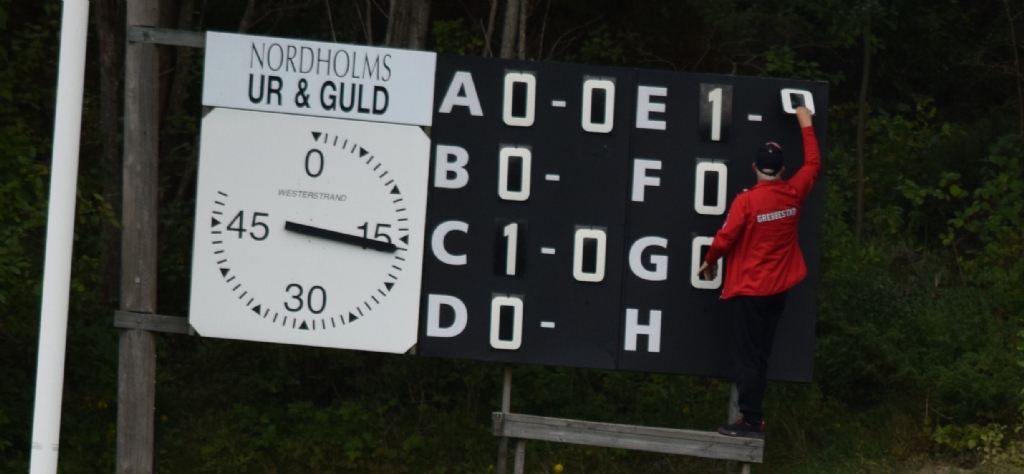 NORDHOLMS
UR & GULD
0
WESTERSTRAND
45
15
30
A 0-0
B 0-
C 1-0
D 0-
E 1-0
F 0
G 0
H
GREBBESTAD